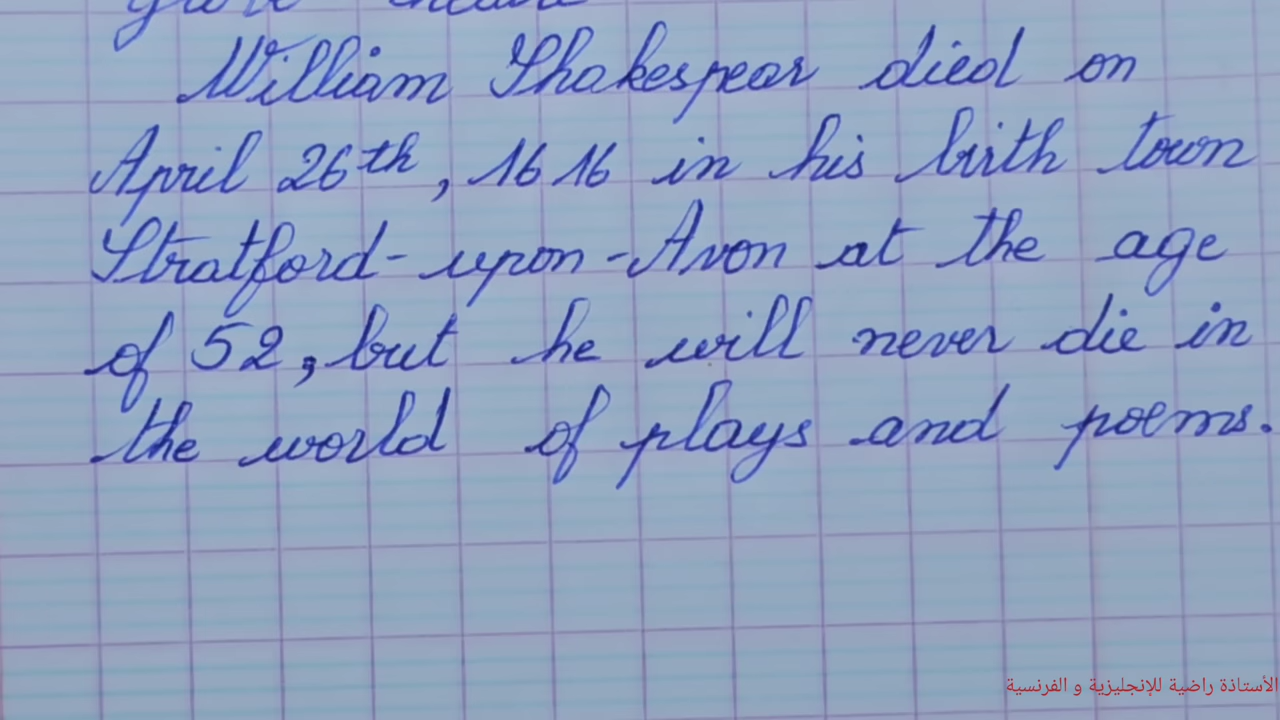 William Shakespear died on
April 26th, 1616 in his birth town
Stratford-upon-Avon at the age
of 52, but he will never die in
the world of plays and poems.
الأستاذة راضية للإنجليزية و الفرنسية